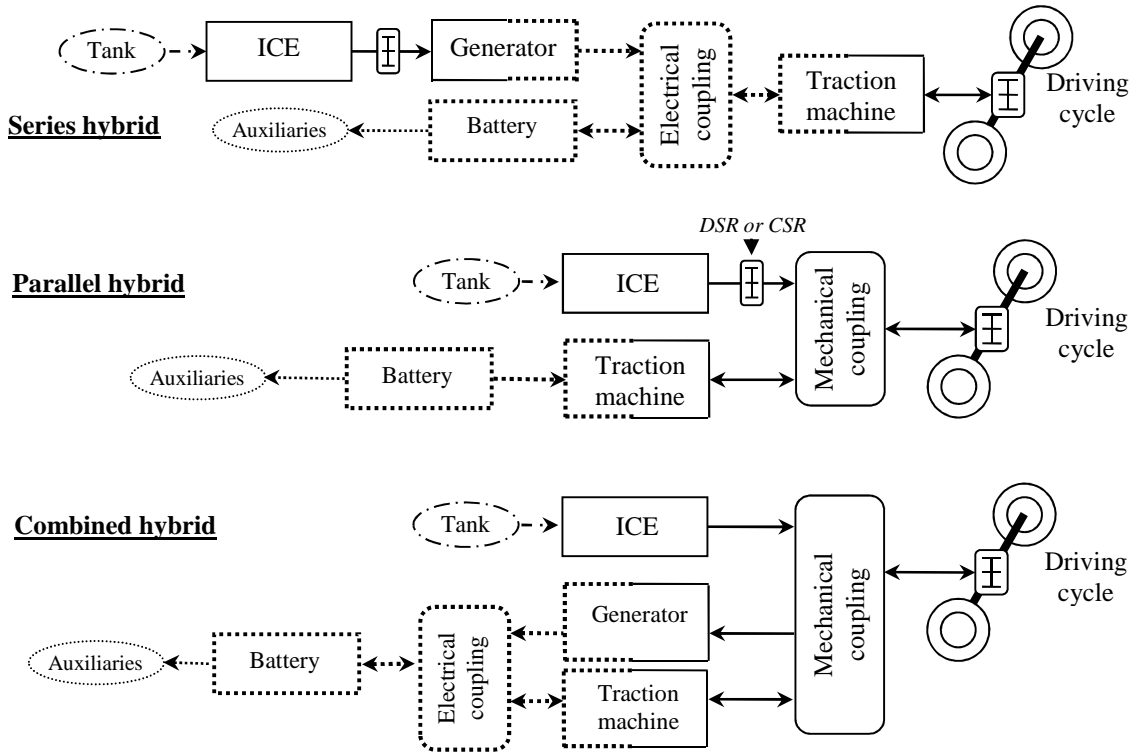 Tank
ICE
Generator
Electrical
coupling
Traction
machine
Driving
cycle
Series hybrid
Auxiliaries
Battery
DSR or CSR
Parallel hybrid
Tank
ICE
Mechanical
coupling
Driving
cycle
Auxiliaries
Battery
Traction
machine
Combined hybrid
Tank
ICE
Mechanical
coupling
Driving
cycle
Generator
Auxiliaries
Battery
Electrical
coupling
Traction
machine